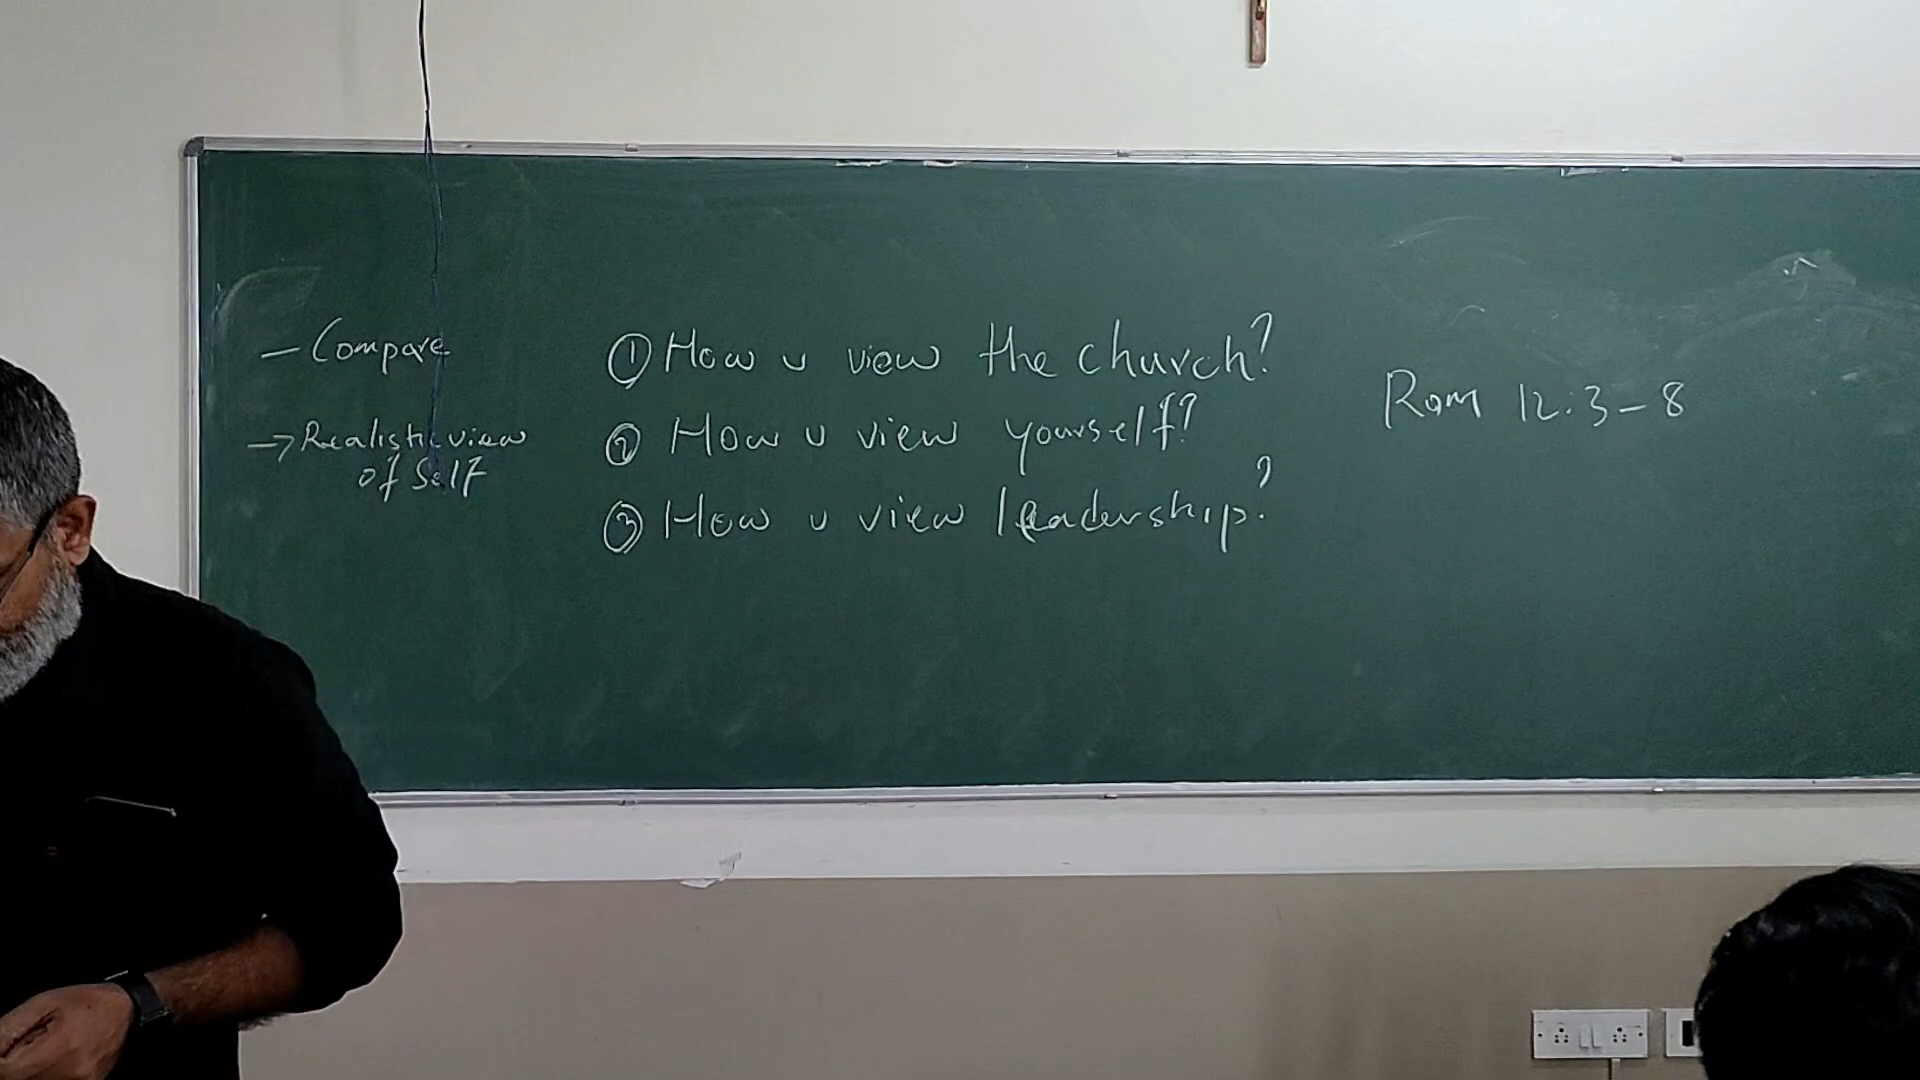 – Compare
→ Realistic view
of Self
① How u view the church?
② How u view yourself?
③ How u view leadership?
Rom 12:3–8